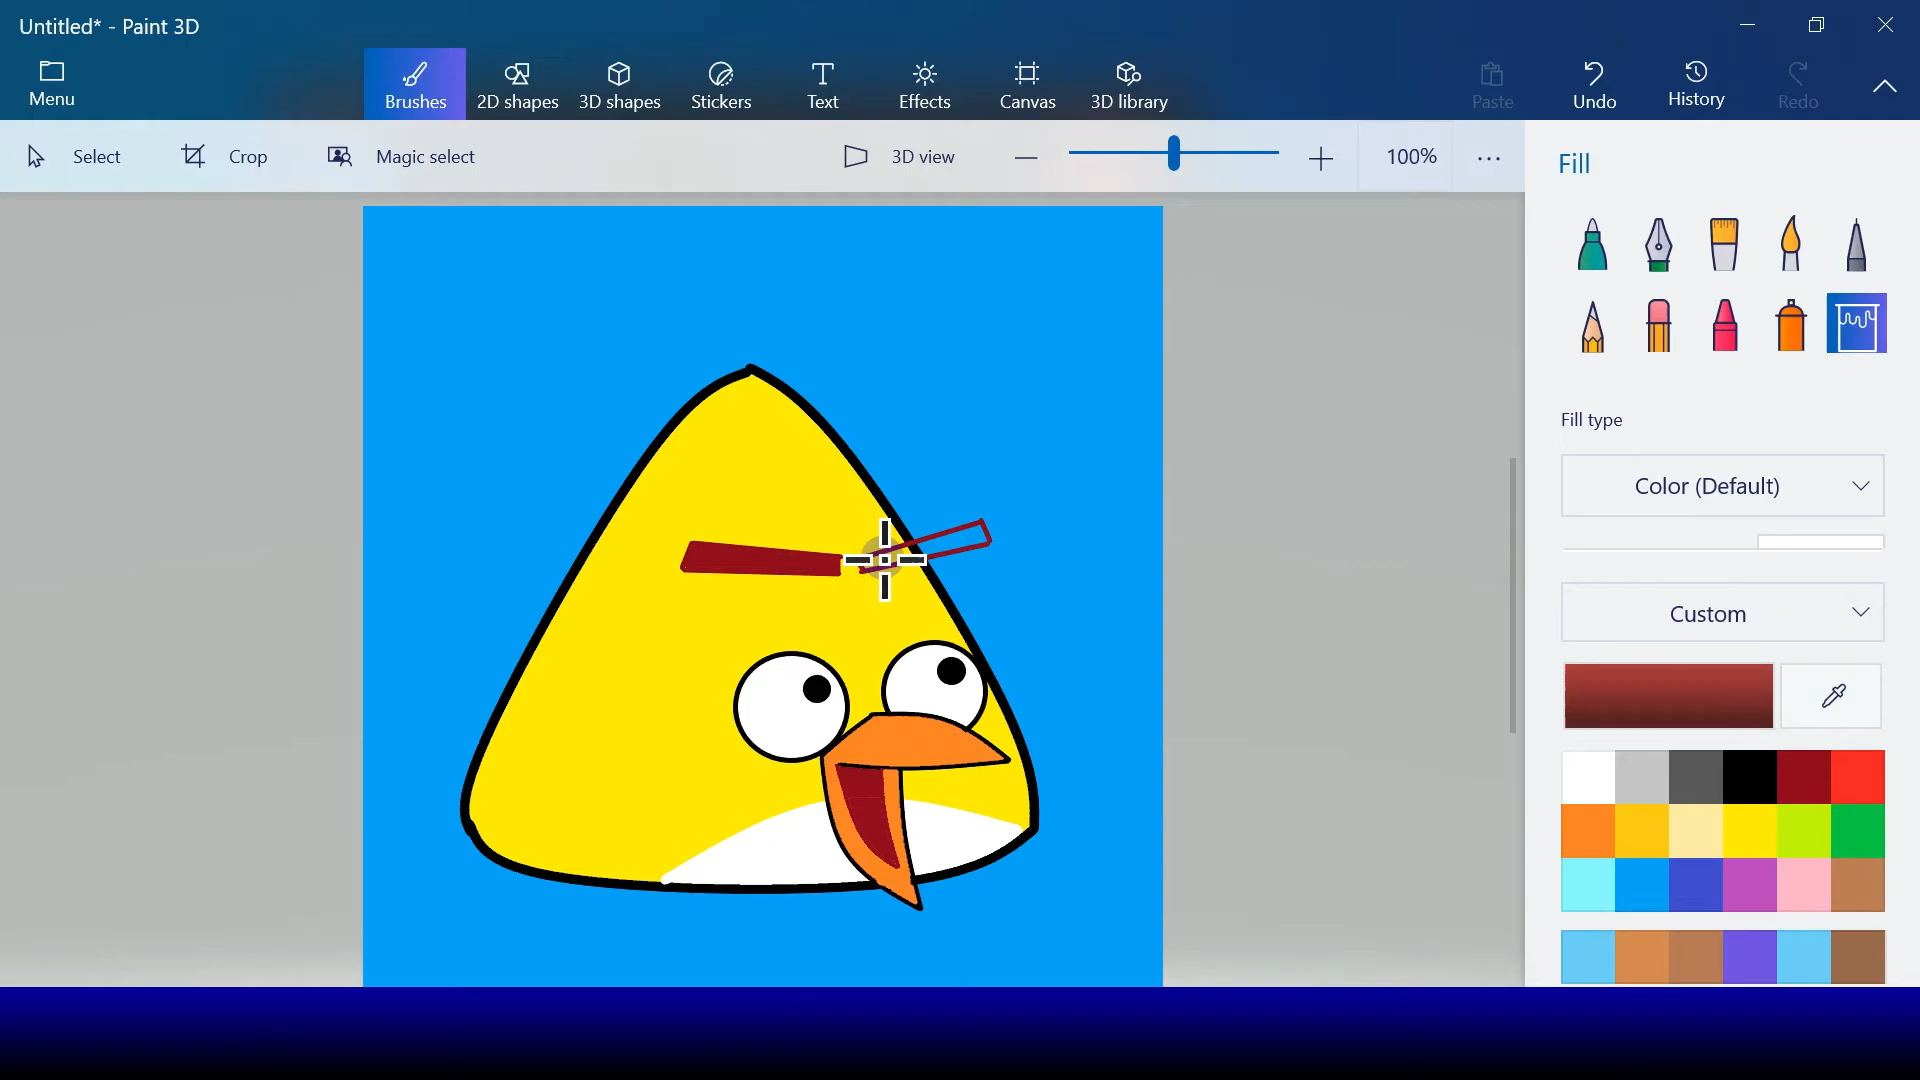 Untitled* - Paint 3D
Menu
Brushes
2D shapes
3D shapes
Stickers
Text
Effects
Canvas
3D library
Paste
Undo
History
Redo
Select
Crop
Magic select
3D view
100%
Fill
Fill type
Color (Default)
Custom